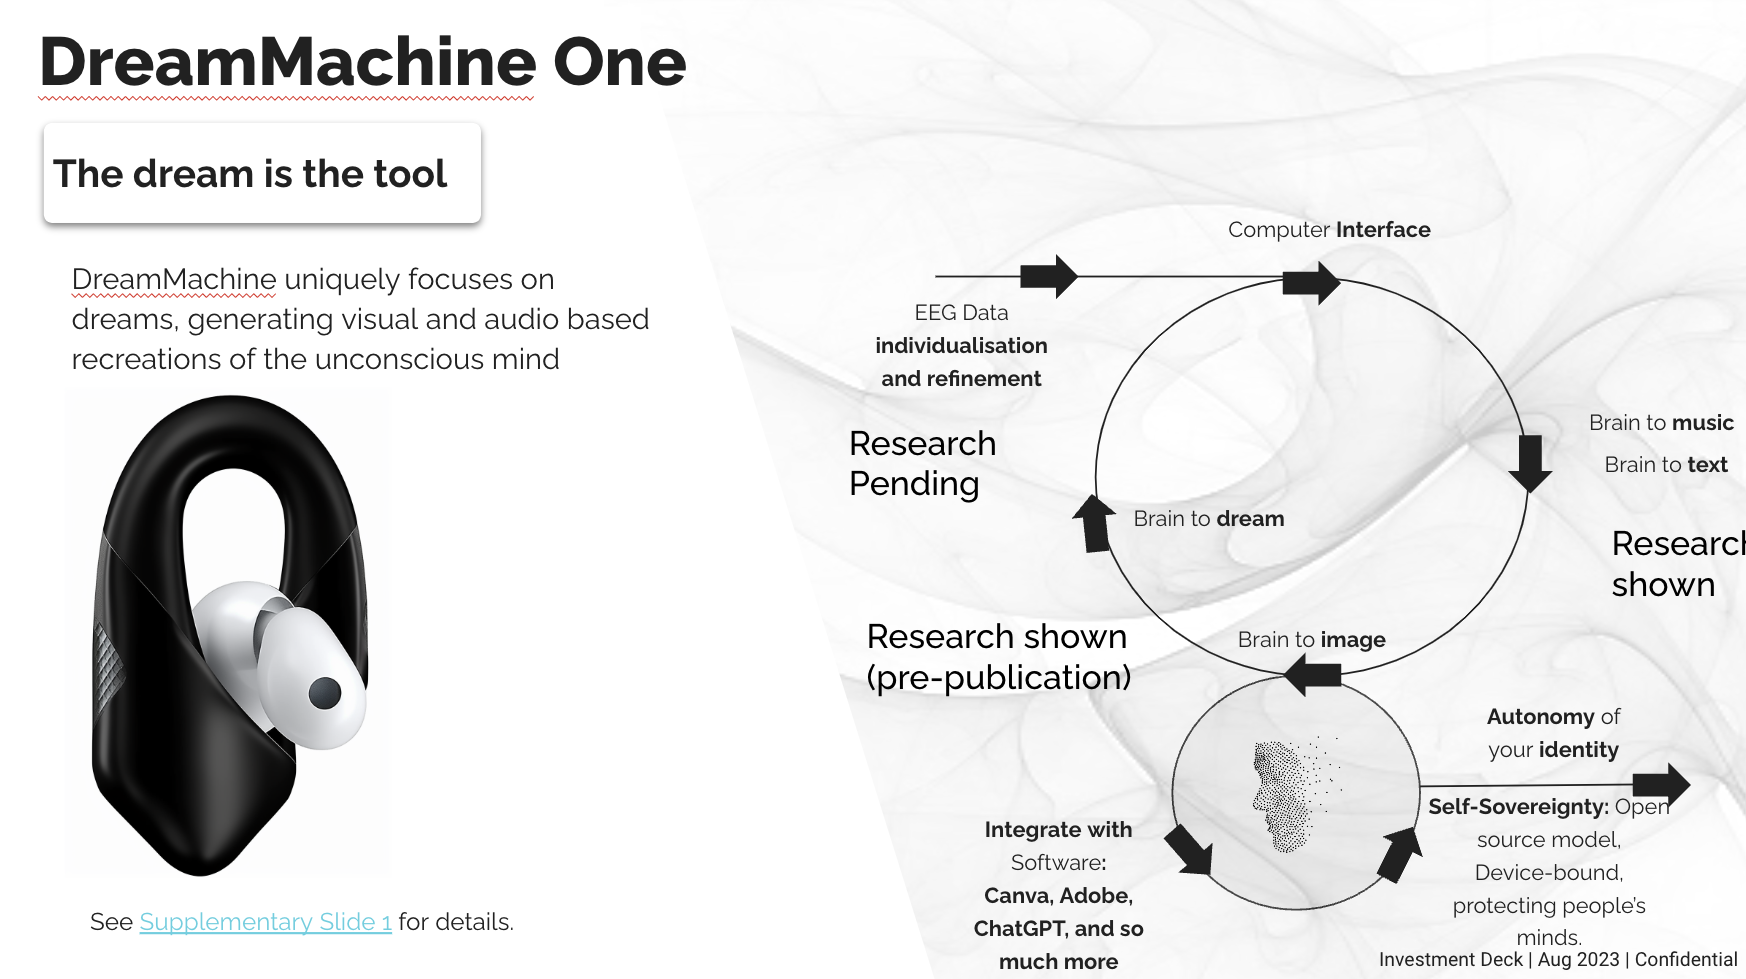 DreamMachine One
The dream is the tool
DreamMachine uniquely focuses on
dreams, generating visual and audio based
recreations of the unconscious mind
See Supplementary Slide 1 for details.
Computer Interface
EEG Data
individualisation
and refinement
Research
Pending
Brain to music
Brain to text
Brain to dream
Research
shown
Research shown
(pre-publication)
Brain to image
Autonomy of
your identity
Self-Sovereignty: Open
source model,
Device-bound,
protecting people’s
minds.
Integrate with
Software:
Canva, Adobe,
ChatGPT, and so
much more
Investment Deck | Aug 2023 | Confidential